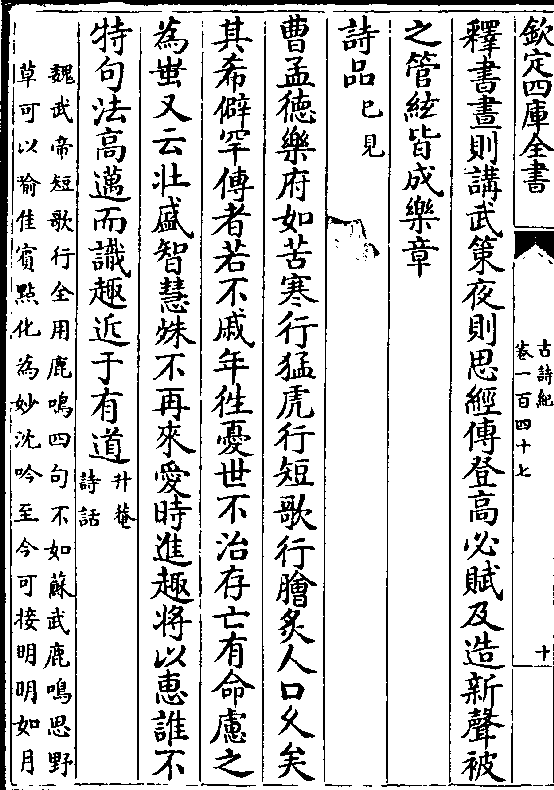 欽定四庫全書
古詩紀
卷一百四十七
十
釋書晝則講武策夜則思經傳登高必賦及造新聲被
之管絃皆成樂章
詩品已見
曹孟德樂府如苦寒行猛虎行短歌行膾炙人口久矣
其希僻罕傳者若不戚年徃憂世不治存亡有命慮之
為蚩又云壯盛智慧姝不再來愛時進趣將以惠誰不
特句法高邁而識趣近于有道升菴
詩話
魏武帝短歌行全用鹿鳴四句不如蘇武鹿鳴思野
草可以喻佳賓點化為妙沈吟至今可接明明如月